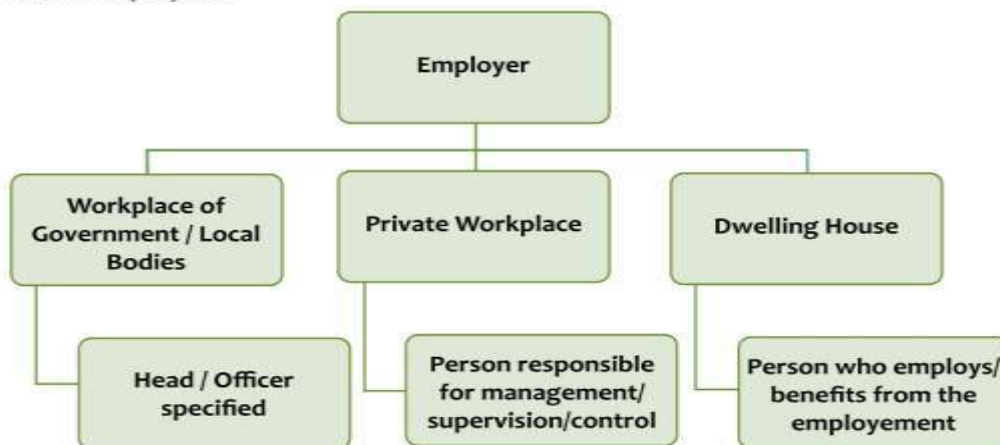 Employer
Workplace of
Government / Local
Bodies
Private Workplace
Dwelling House
Head / Officer
specified
Person responsible
for management/
supervision/control
Person who employs/
benefits from the
employement